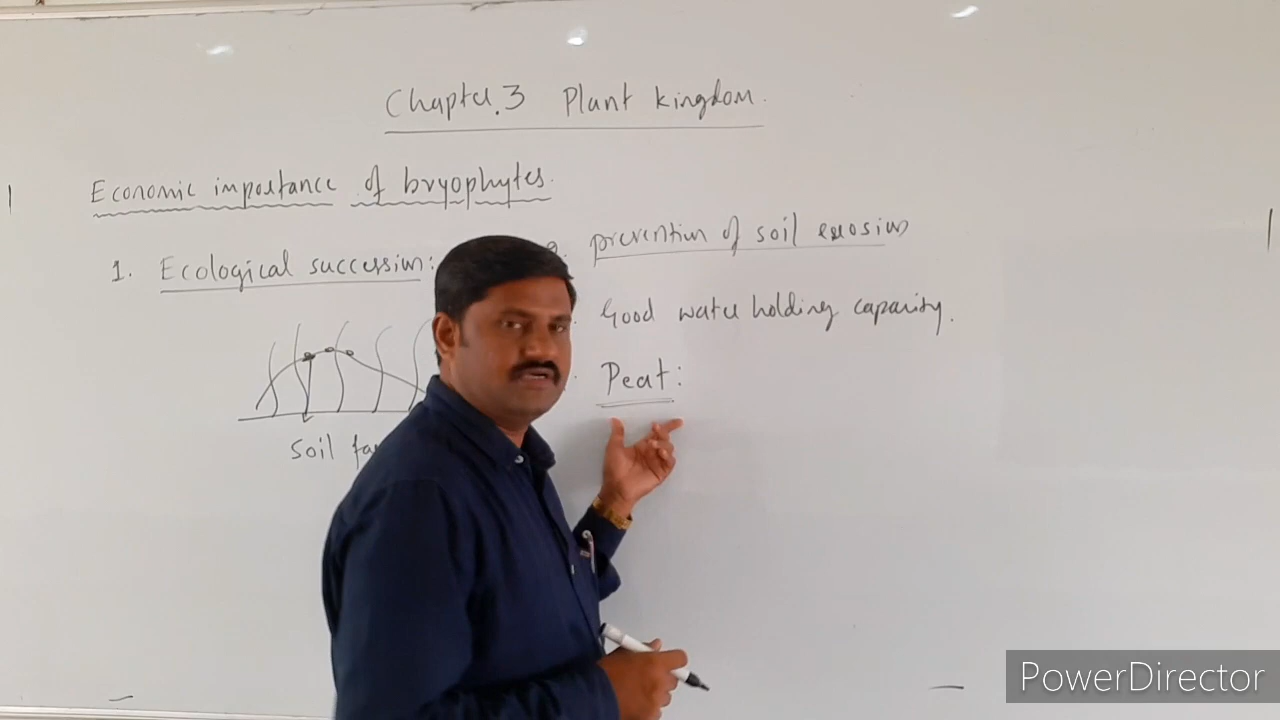 Chapter.3 Plant kingdom.
Economic importance of bryophytes.
1. Ecological succession:
soil
prevention of soil erosion
Good water holding capacity.
Peat:
PowerDirector